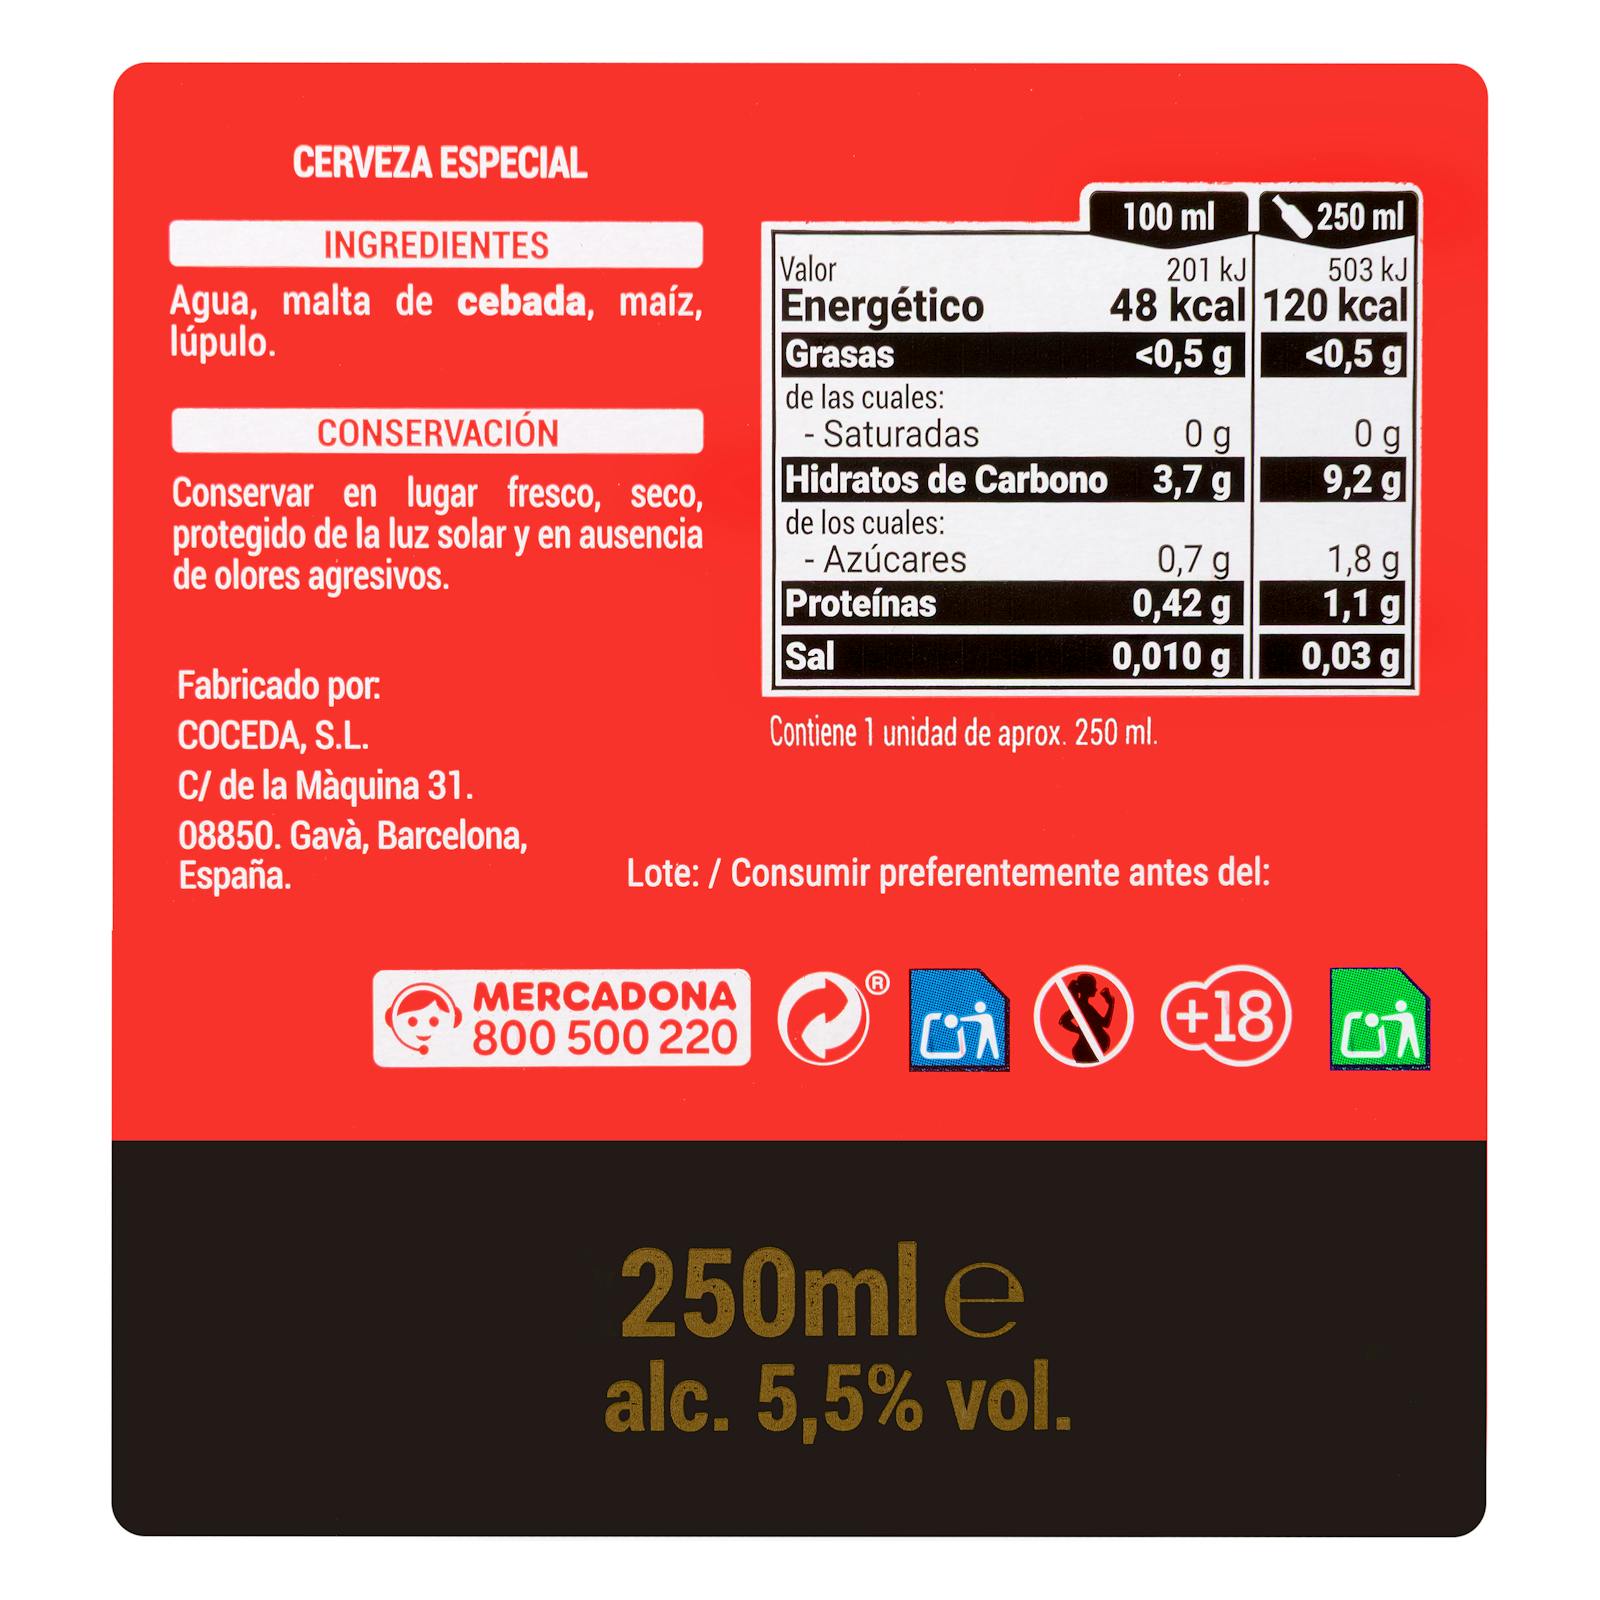 CERVEZA ESPECIAL
INGREDIENTES
Agua, malta de cebada, maíz,
lúpulo.
CONSERVACIÓN
Conservar en lugar fresco, seco,
protegido de la luz solar y en ausencia
de olores agresivos.
Fabricado por:
COCEDA, S.L.
C/ de la Màquina 31.
08850. Gavà, Barcelona,
España.
100 ml 250 ml
Valor 201 kJ 503 kJ
Energético 48 kcal 120 kcal
Grasas <0,5 g <0,5 g
de las cuales:
- Saturadas 0 g 0 g
Hidratos de Carbono 3,7 g 9,2 g
de los cuales:
- Azúcares 0,7 g 1,8 g
Proteínas 0,42 g 1,1 g
Sal 0,010 g 0,03 g
Contiene 1 unidad de aprox. 250 ml.
Lote: / Consumir preferentemente antes del:
MERCADONA
800 500 220
®
+18
250ml e
alc. 5,5% vol.